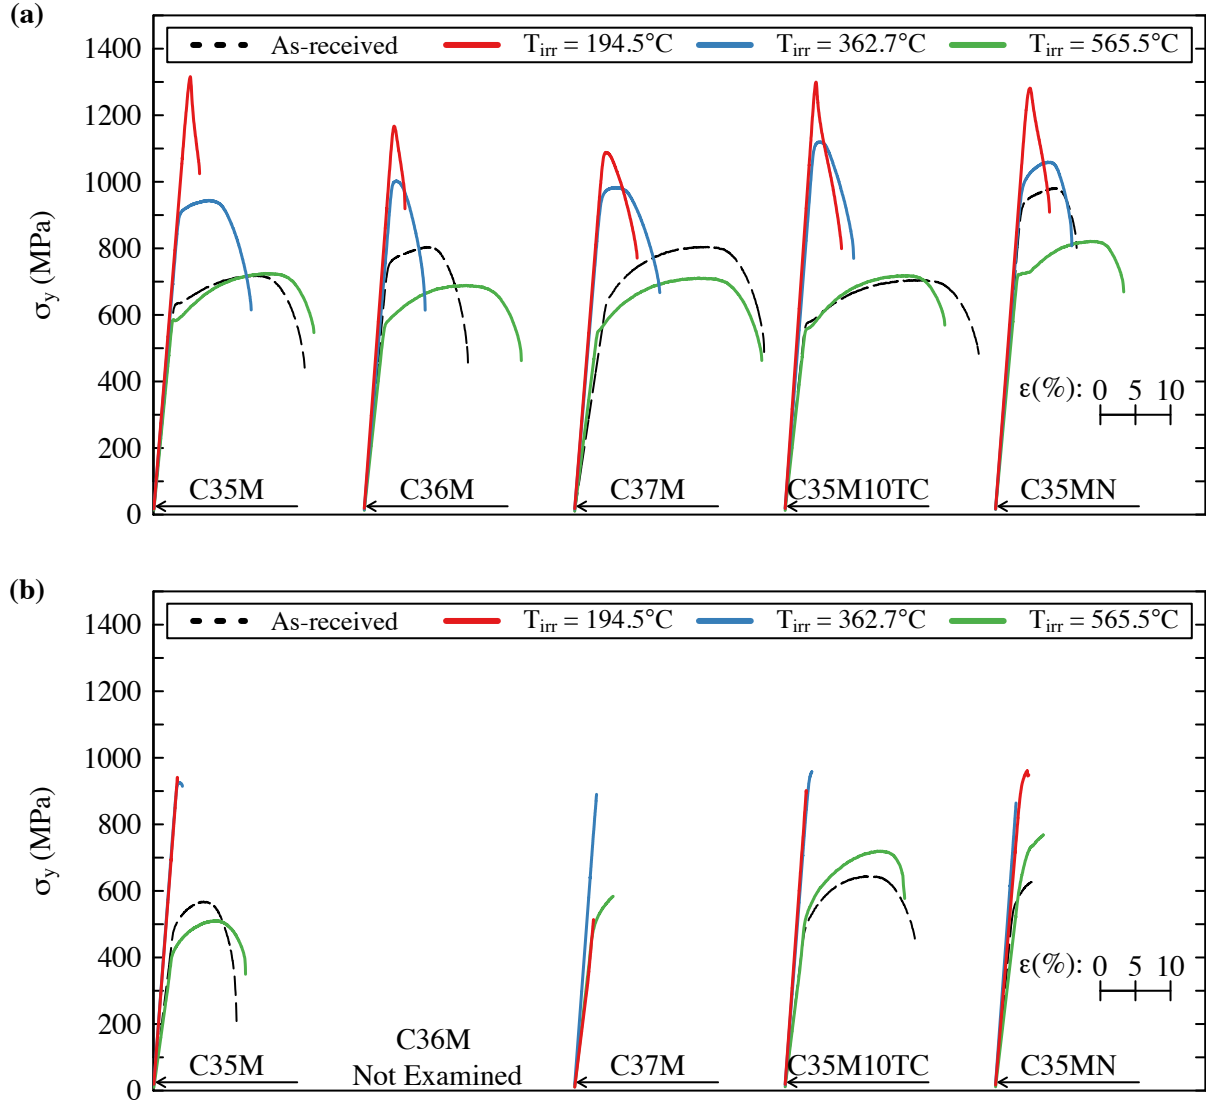 (a)
As-received T_irr = 194.5°C T_irr = 362.7°C T_irr = 565.5°C
1400
1200
1000
800
600
400
200
0
σ_y (MPa)
ε(%): 0 5 10
C35M C36M C37M C35M10TC C35MN
(b)
As-received T_irr = 194.5°C T_irr = 362.7°C T_irr = 565.5°C
1400
1200
1000
800
600
400
200
0
σ_y (MPa)
ε(%): 0 5 10
C36M
Not Examined
C35M C37M C35M10TC C35MN